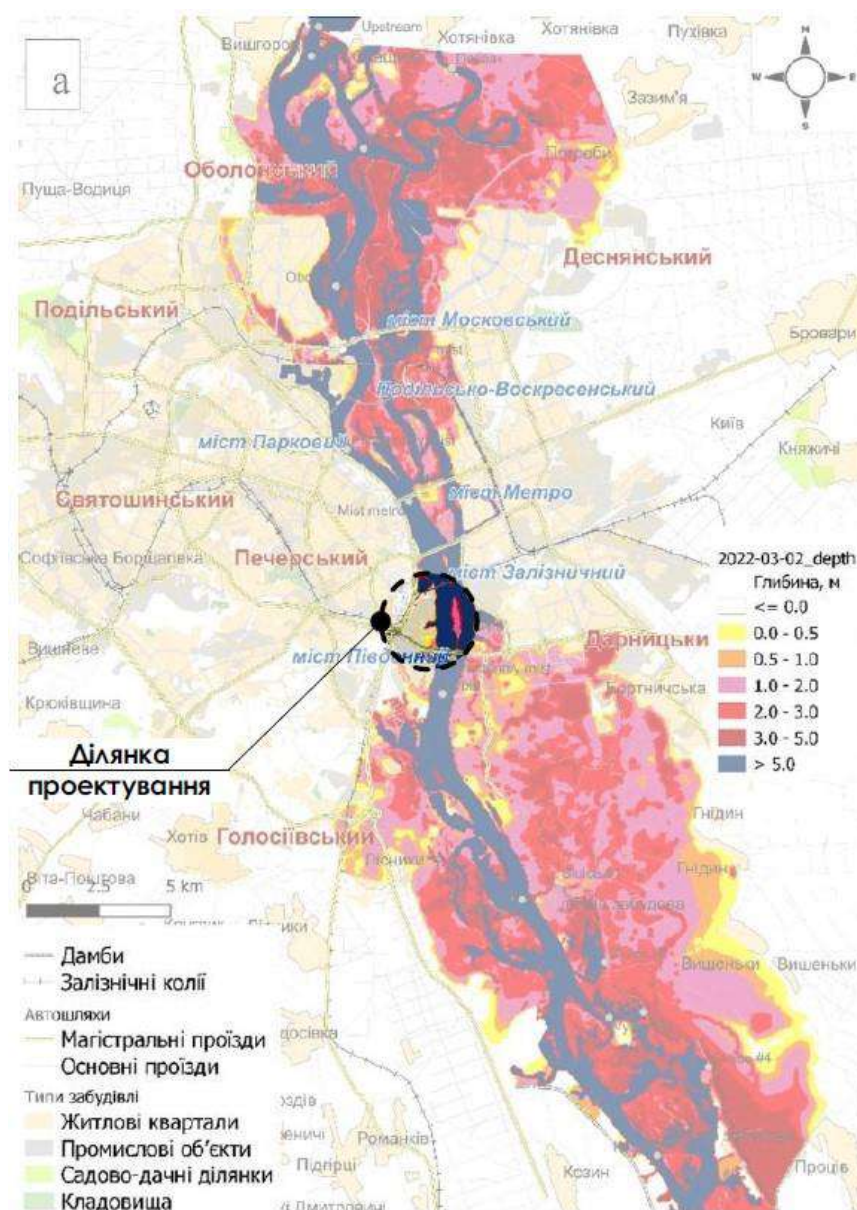 Upstream
Вишгород
Хотянівка
Хотянівка
Пухівка
a
N
W
E
S
Зазим'я
Погреби
Оболонський
Пуща-Водиця
Деснянський
Подільський
міст Московський
Бровари
Подільсько-Воскресенський
Київ
міст Парковий
Княжичі
Святошинський
міст Метро
Mist metro
Софіївська Борщагівка
Печерський
2022-03-02_depth
міст Залізничний
Глибина, м
<= 0.0
0.0 - 0.5
0.5 - 1.0
1.0 - 2.0
2.0 - 3.0
3.0 - 5.0
> 5.0
Дарницьки
Вишневе
міст Південний
Бортничська
Крюківщина
Ділянка
проектування
Чабани
Гнідин
Хотів
Голосіївський
Гнідин
Віта-Поштова
0 2.5 5 km
Вишеньки
Вишеньки
Дамби
Залізнічні колії
Автошляхи
Магістральні проїзди
Основні проїзди
Типи забудівлі
Житлові квартали
Промислові об'єкти
Садово-дачні ділянки
Кладовища
Романків
Підгірці
Козин
Проців